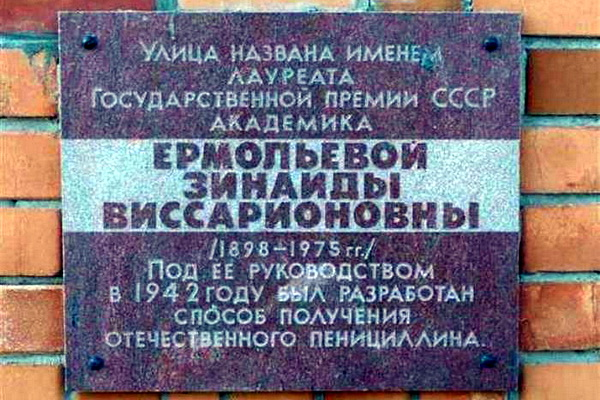 Улица названа именем
лауреата
Государственной премии СССР
академика
ЕРМОЛЬЕВОЙ
ЗИНАИДЫ
ВИССАРИОНОВНЫ
/1898–1975 гг./
Под её руководством
в 1942 году был разработан
способ получения
отечественного пенициллина.